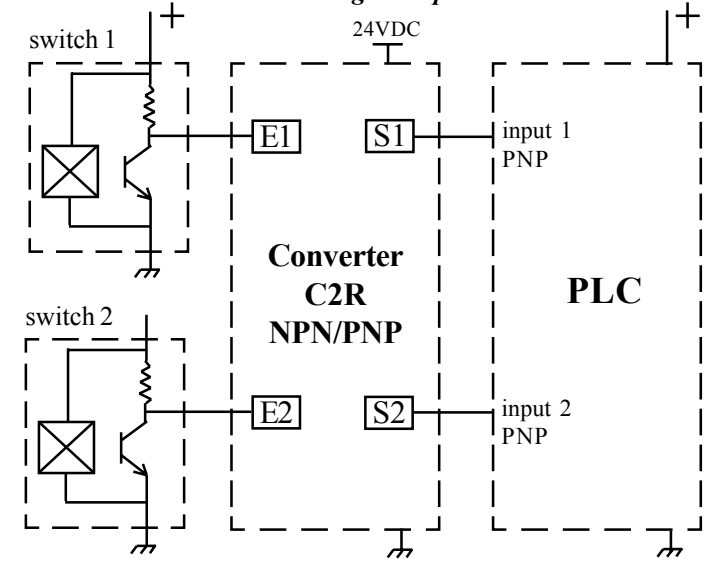 switch 1
+
24VDC
+
E1
S1
input 1
PNP
Converter
C2R
NPN/PNP
PLC
switch 2
E2
S2
input 2
PNP